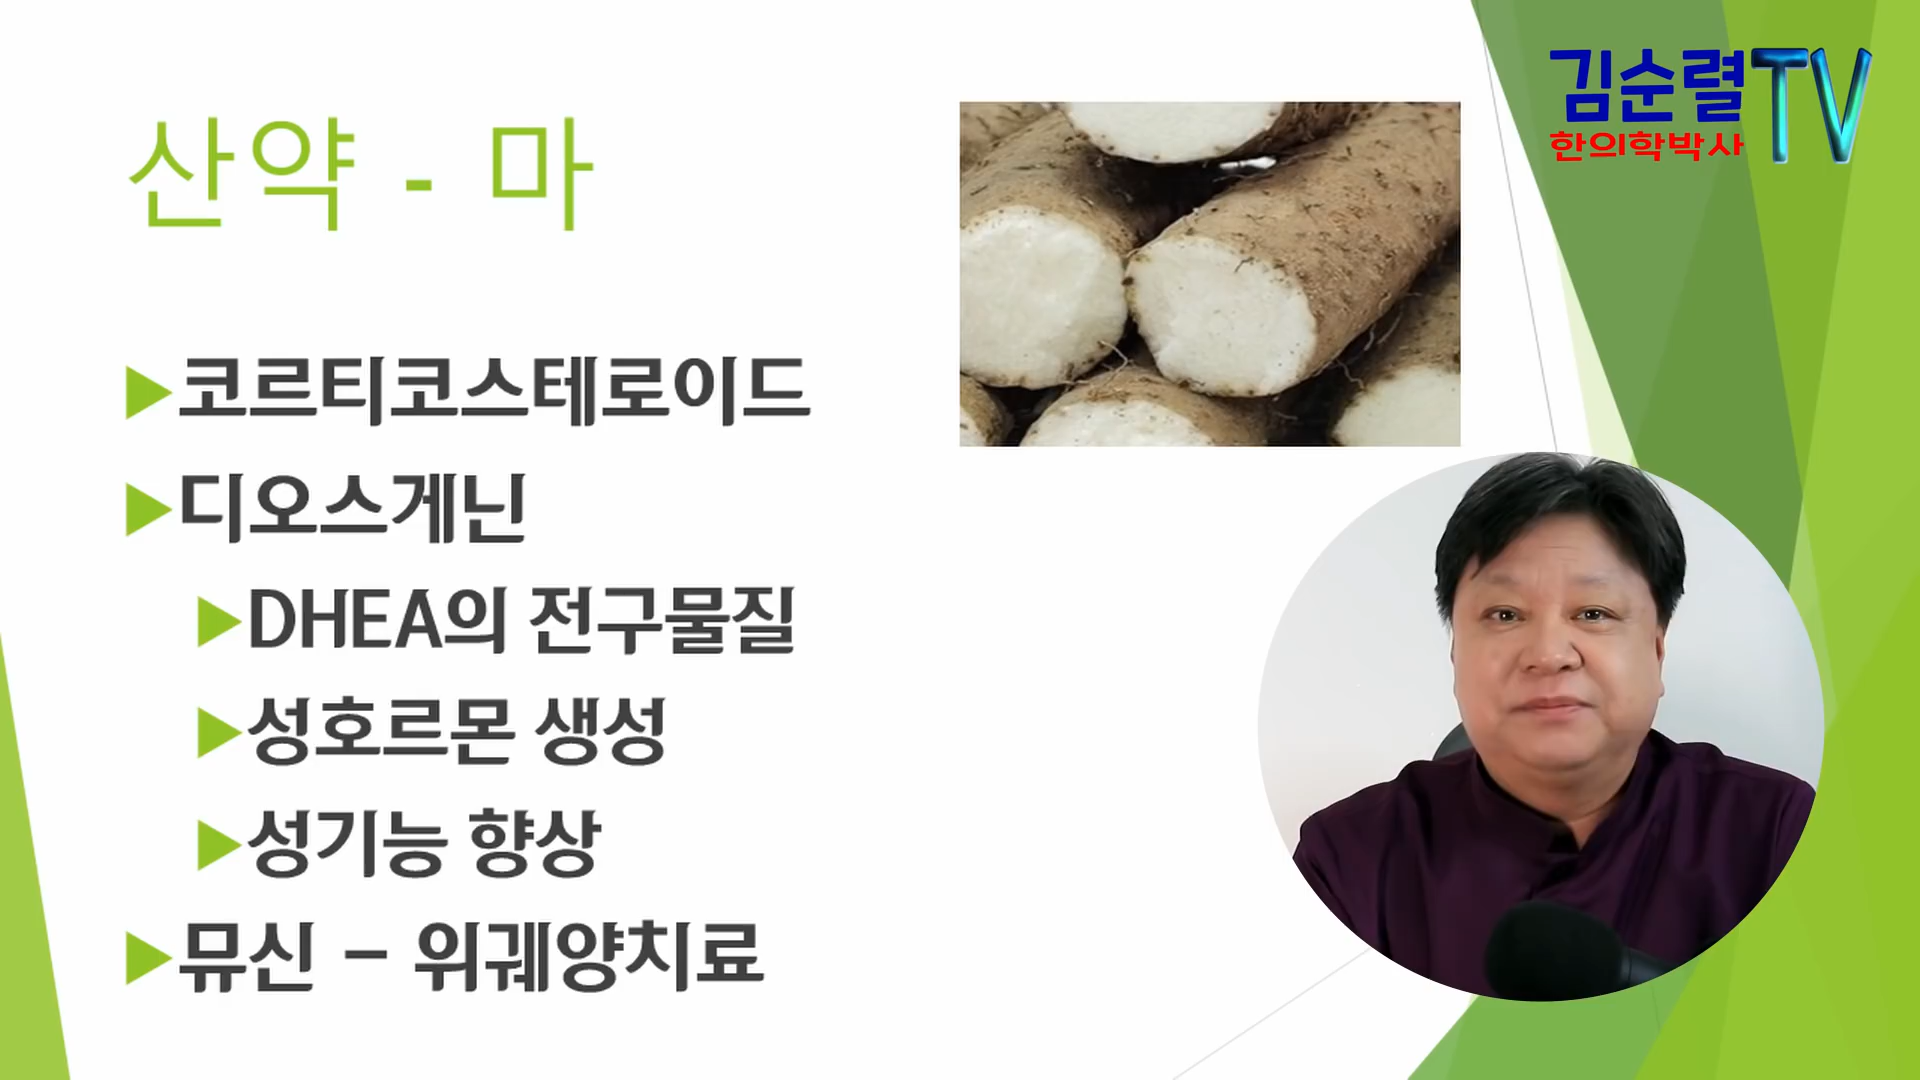 산약 - 마
김순렬TV
한의학박사
▶코르티코스테로이드
▶디오스게닌
▶DHEA의 전구물질
▶성호르몬 생성
▶성기능 향상
▶뮤신 – 위궤양치료